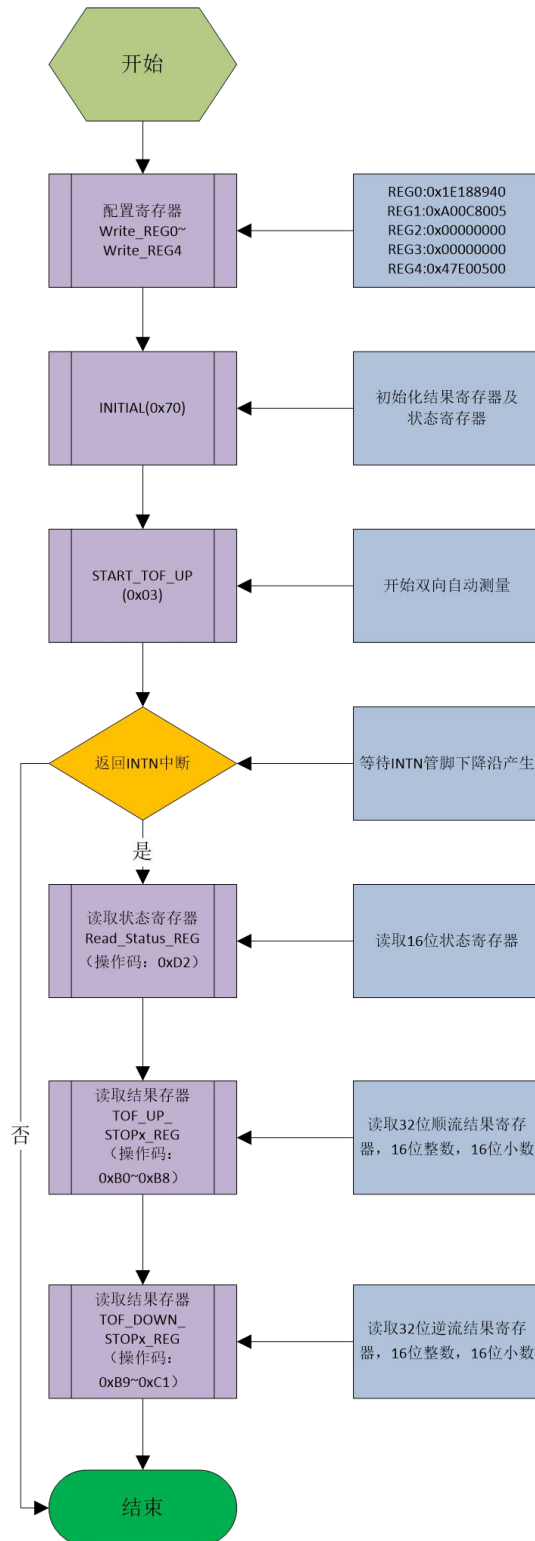 开始
配置寄存器
Write_REG0~
Write_REG4
REG0:0x1E188940
REG1:0xA00C8005
REG2:0x00000000
REG3:0x00000000
REG4:0x47E00500
INITIAL(0x70)
初始化结果寄存器及
状态寄存器
START_TOF_UP
(0x03)
开始双向自动测量
返回INTN中断
等待INTN管脚下降沿产生
是
读取状态寄存器
Read_Status_REG
（操作码：0xD2）
读取16位状态寄存器
读取结果存器
TOF_UP_
STOPx_REG
（操作码：
0xB0~0xB8）
读取32位顺流结果寄存
器，16位整数，16位小数
否
读取结果存器
TOF_DOWN_
STOPx_REG
（操作码：
0xB9~0xC1）
读取32位逆流结果寄存
器，16位整数，16位小数
结束